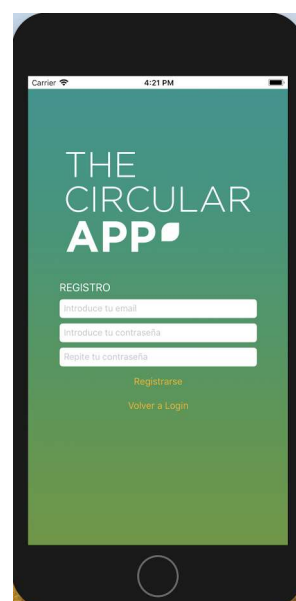 Carrier 4:21 PM
THE
CIRCULAR
APP
REGISTRO
Introduce tu email
Introduce tu contraseña
Repite tu contraseña
Registrarse
Volver a Login